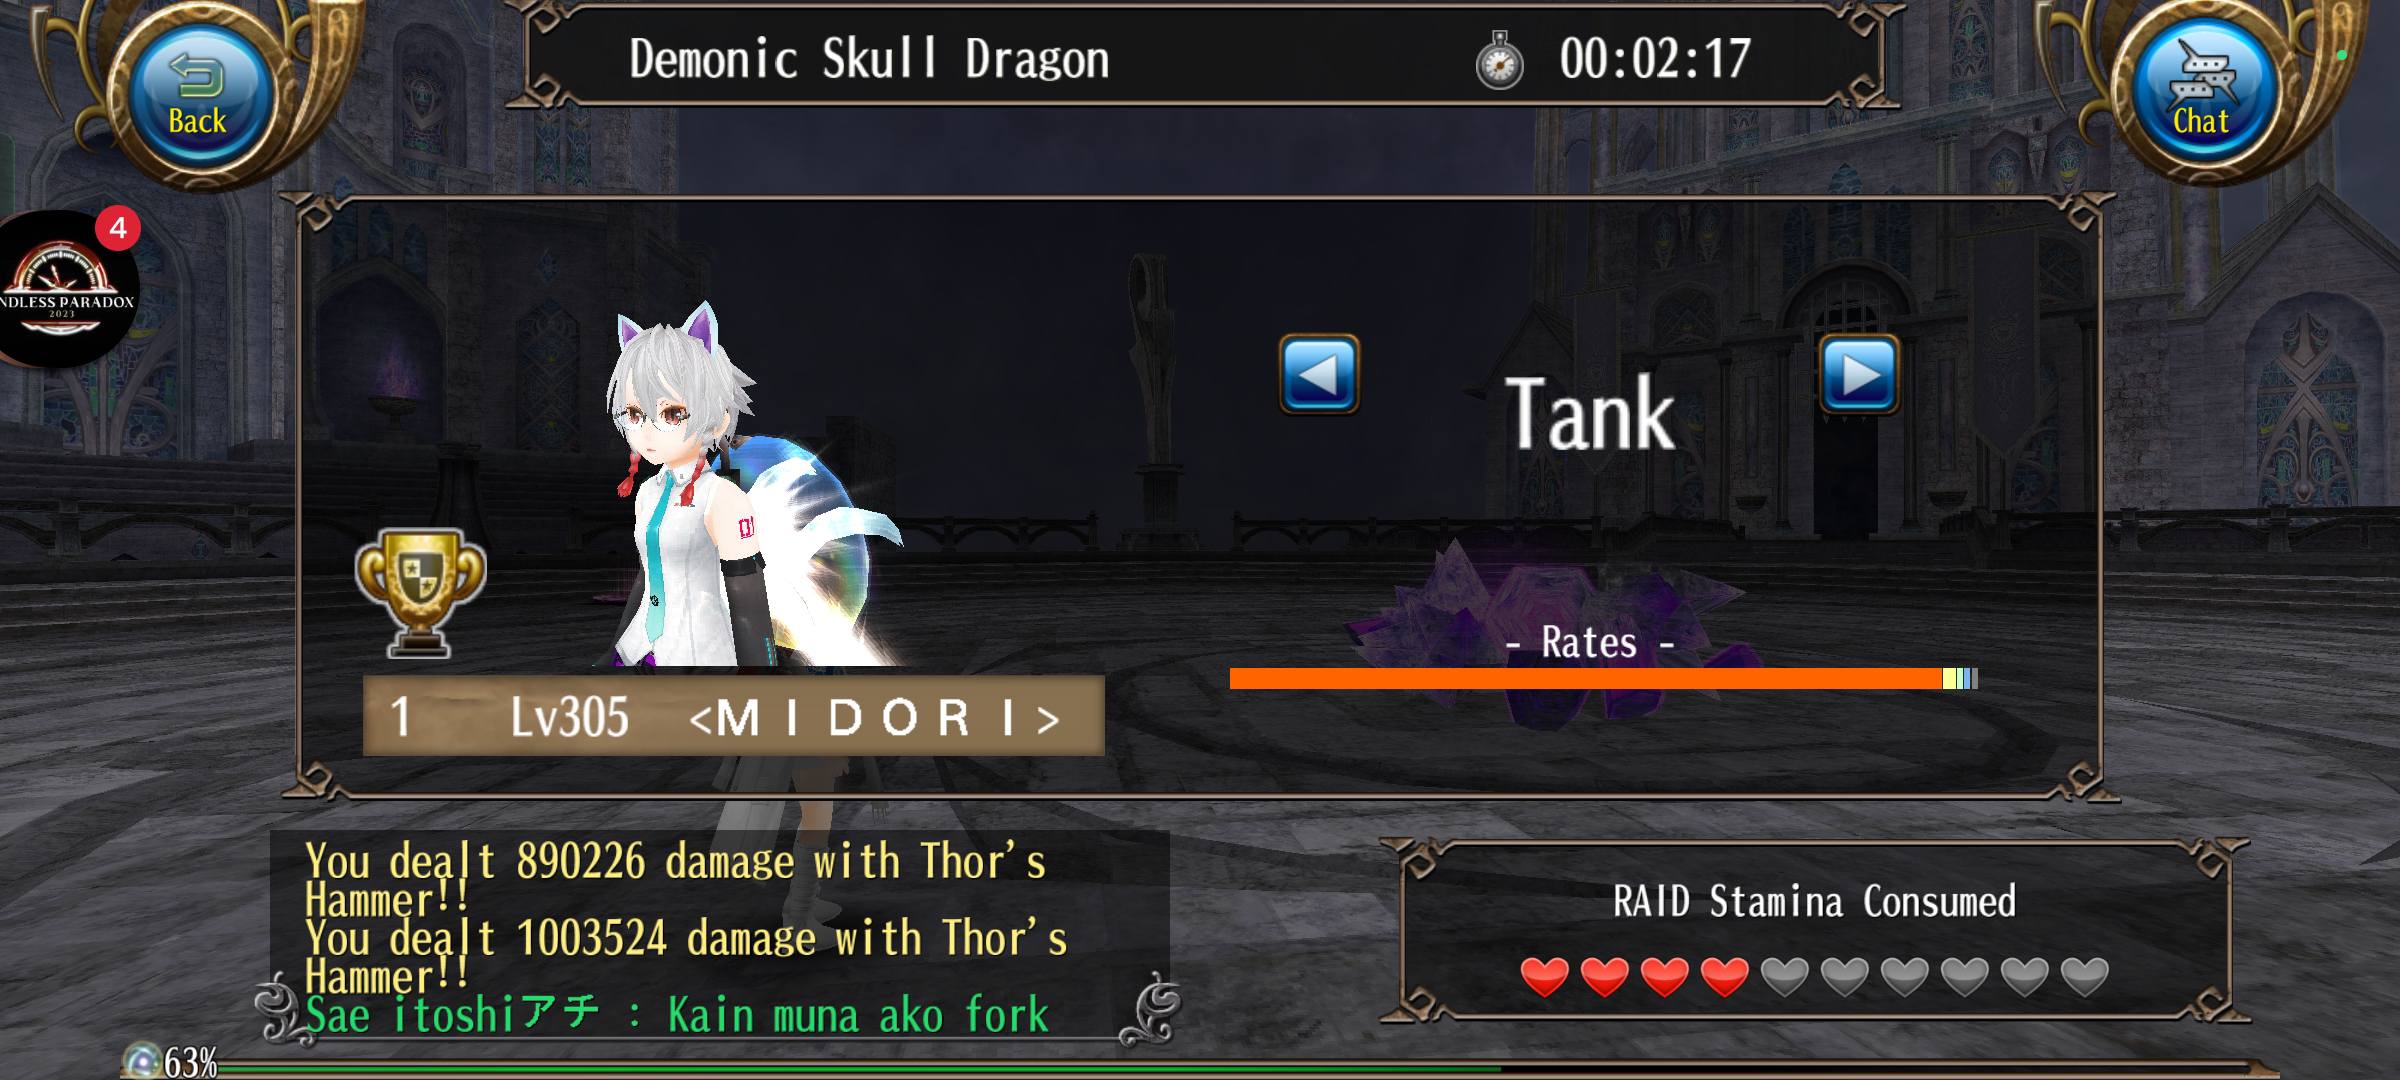 Demonic Skull Dragon
00:02:17
Back
Chat
4
NDLESS PARADOX
2023
Tank
- Rates -
1 Lv305 <ＭＩＤＯＲＩ>
You dealt 890226 damage with Thor's
Hammer!!
You dealt 1003524 damage with Thor's
Hammer!!
Sae itoshiアチ : Kain muna ako fork
RAID Stamina Consumed
63%